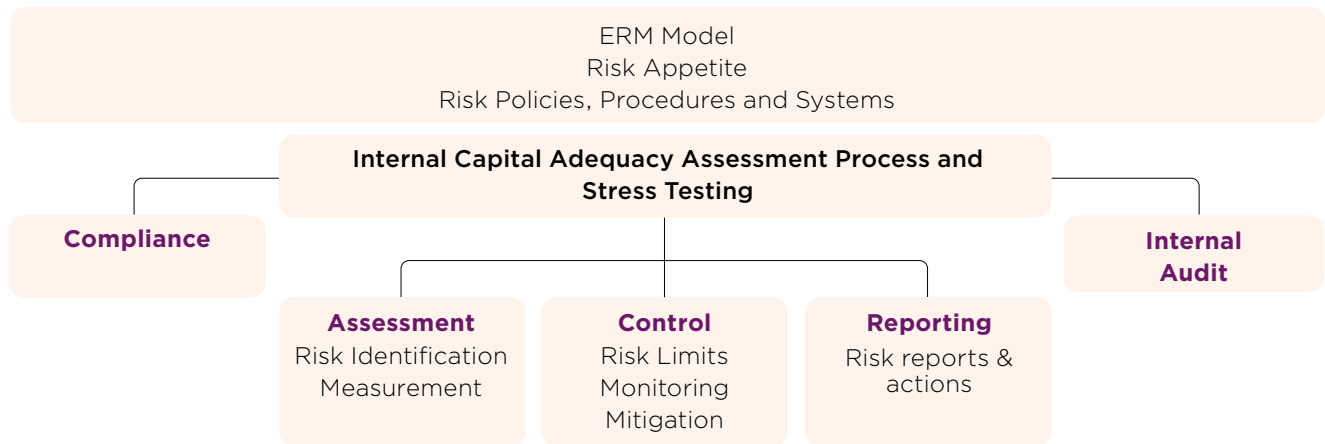 ERM Model
Risk Appetite
Risk Policies, Procedures and Systems
Internal Capital Adequacy Assessment Process and
Stress Testing
Compliance
Internal
Audit
Assessment
Risk Identification
Measurement
Control
Risk Limits
Monitoring
Mitigation
Reporting
Risk reports &
actions